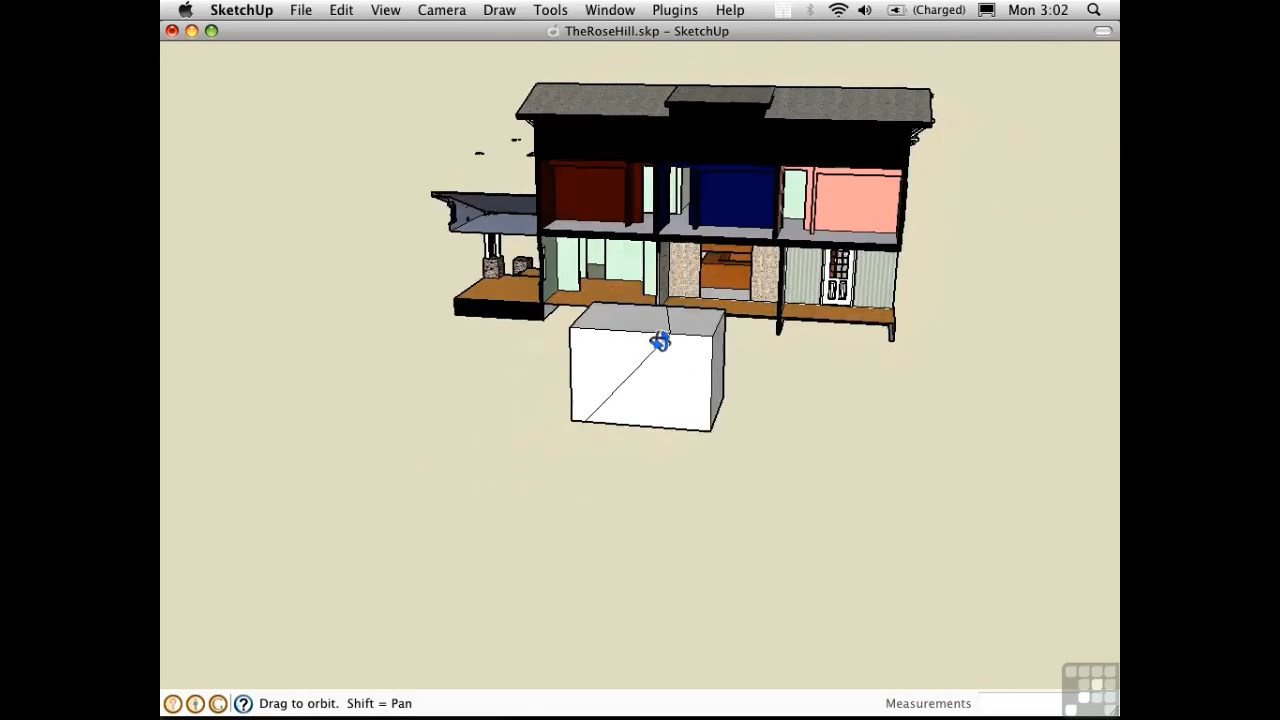 SketchUp File Edit View Camera Draw Tools Window Plugins Help (Charged) Mon 3:02
TheRoseHill.skp – SketchUp
? Drag to orbit. Shift = Pan Measurements